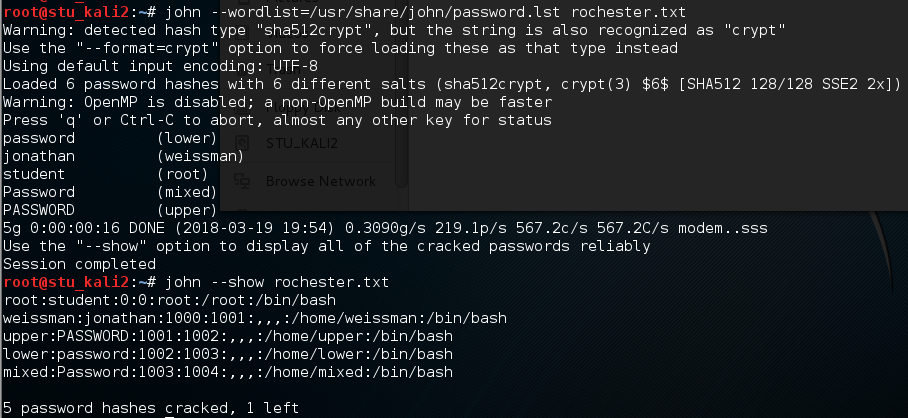 root@stu_kali2:~# john --wordlist=/usr/share/john/password.lst rochester.txt
Warning: detected hash type "sha512crypt", but the string is also recognized as "crypt"
Use the "--format=crypt" option to force loading these as that type instead
Using default input encoding: UTF-8
Loaded 6 password hashes with 6 different salts (sha512crypt, crypt(3) $6$ [SHA512 128/128 SSE2 2x])
Warning: OpenMP is disabled; a non-OpenMP build may be faster
Press 'q' or Ctrl-C to abort, almost any other key for status
password         (lower)
STU_KALI2
jonathan         (weissman)
student          (root)
Browse Network
Password         (mixed)
PASSWORD         (upper)
5g 0:00:00:16 DONE (2018-03-19 19:54) 0.3090g/s 219.1p/s 567.2c/s 567.2C/s modem..sss
Use the "--show" option to display all of the cracked passwords reliably
Session completed
root@stu_kali2:~# john --show rochester.txt
root:student:0:0:root:/root:/bin/bash
weissman:jonathan:1000:1001:,,,:/home/weissman:/bin/bash
upper:PASSWORD:1001:1002:,,,:/home/upper:/bin/bash
lower:password:1002:1003:,,,:/home/lower:/bin/bash
mixed:Password:1003:1004:,,,:/home/mixed:/bin/bash
5 password hashes cracked, 1 left